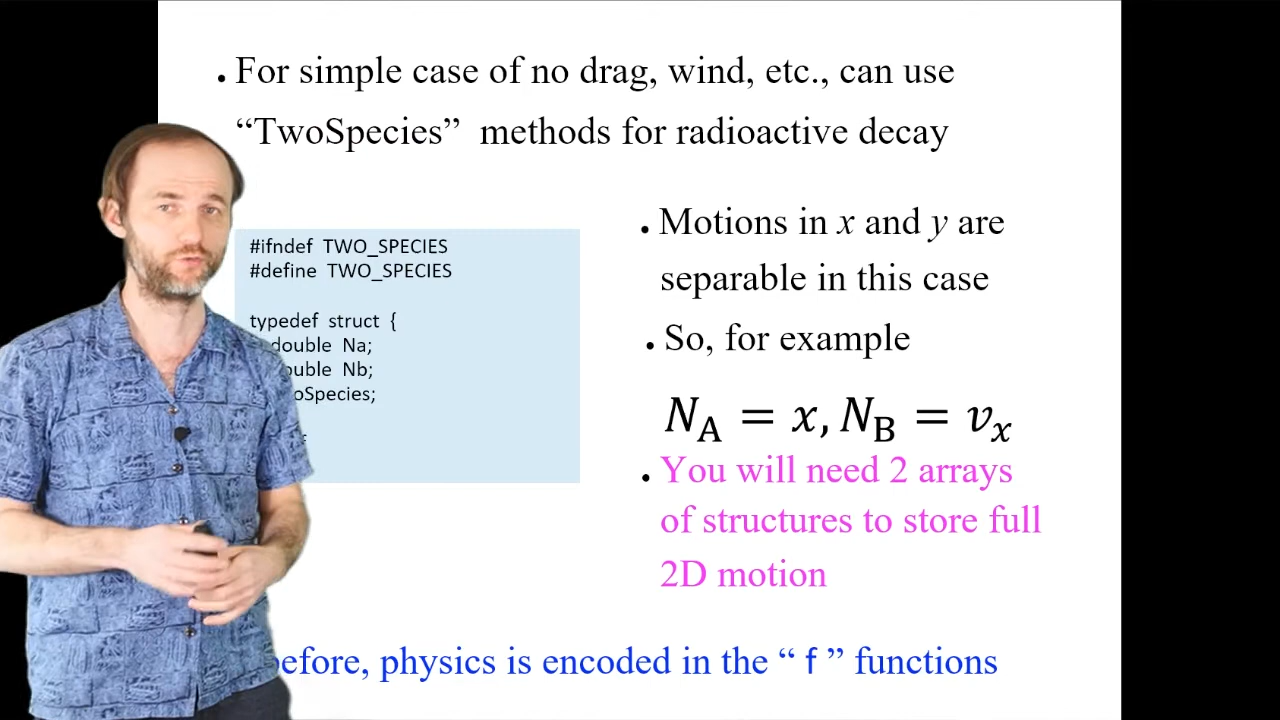 • For simple case of no drag, wind, etc., can use
“TwoSpecies” methods for radioactive decay
#ifndef TWO_SPECIES
#define TWO_SPECIES
typedef struct {
double Na;
Nb;
• Motions in x and y are
separable in this case
• So, for example
N_A = x, N_B = v_x
• You will need 2 arrays
of structures to store full
2D motion
physics is encoded in the “ f ” functions